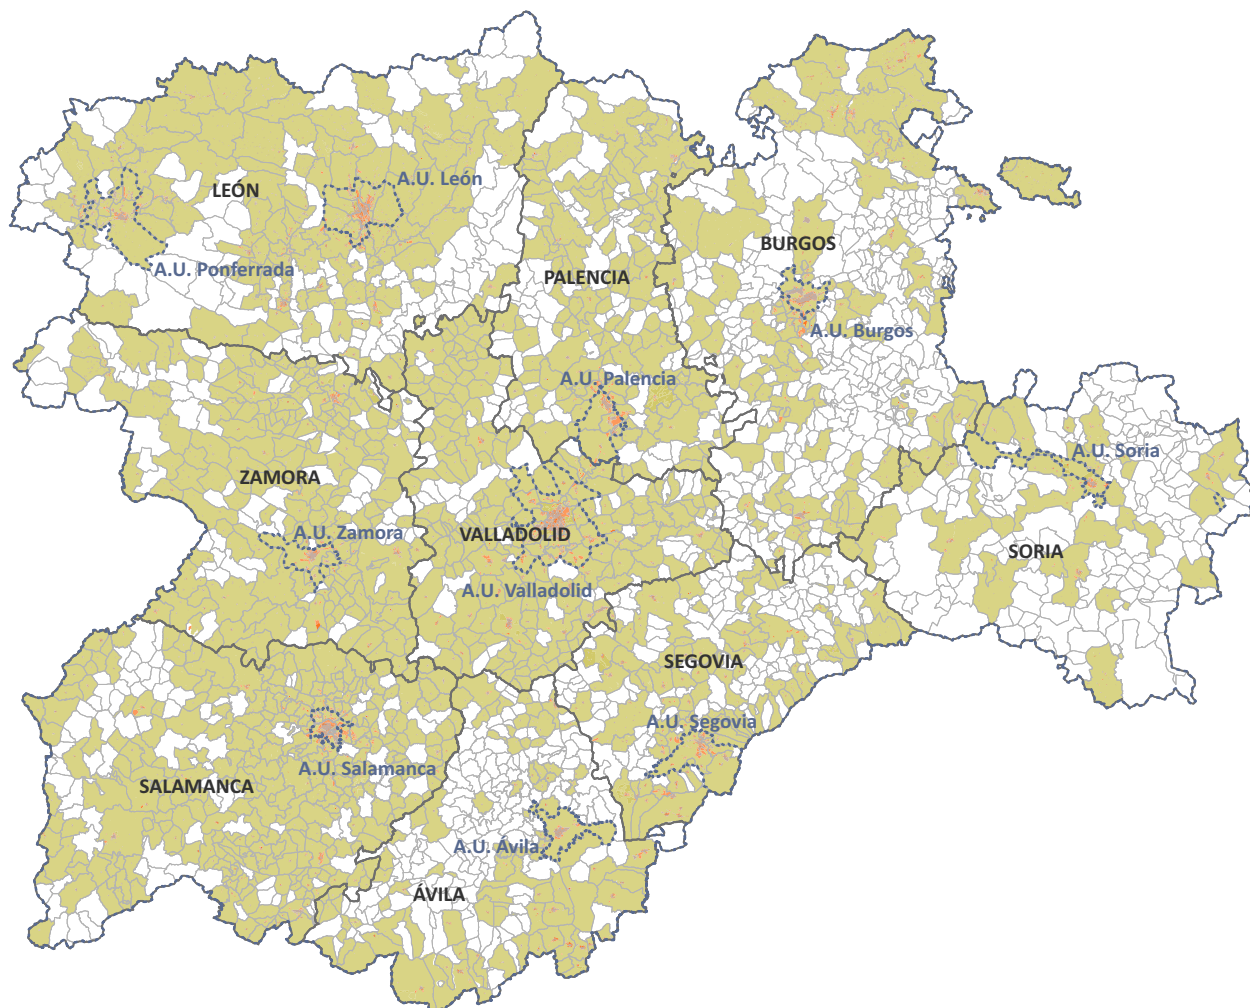 A.U. León
LEÓN
BURGOS
A.U. Ponferrada
PALENCIA
A.U. Burgos
A.U. Palencia
A.U. Soria
ZAMORA
A.U. Zamora
VALLADOLID
SORIA
A.U. Valladolid
SEGOVIA
A.U. Segovia
A.U. Salamanca
SALAMANCA
A.U. Ávila
ÁVILA